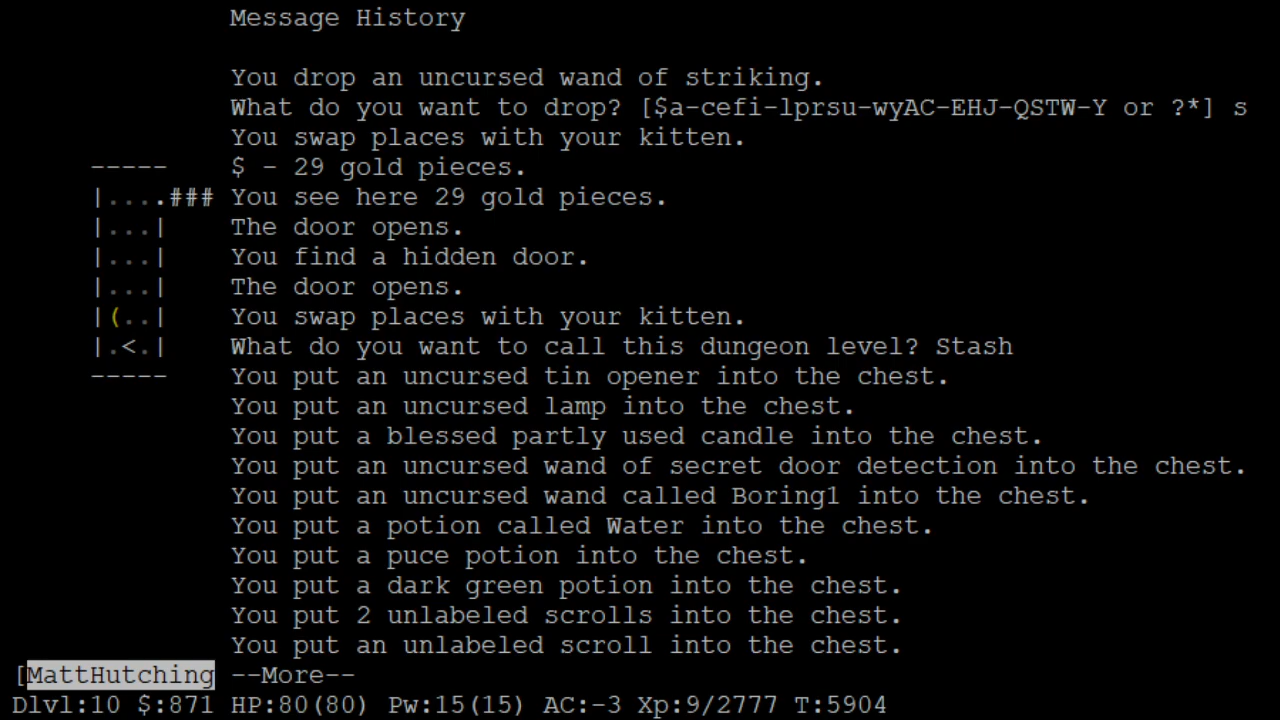 Message History
You drop an uncursed wand of striking.
What do you want to drop? [$a-cefi-lprsu-wyAC-EHJ-QSTW-Y or ?*] s
You swap places with your kitten.
----- $ - 29 gold pieces.
|....### You see here 29 gold pieces.
|...| The door opens.
|...| You find a hidden door.
|...| The door opens.
|(..| You swap places with your kitten.
|.<.| What do you want to call this dungeon level? Stash
----- You put an uncursed tin opener into the chest.
You put an uncursed lamp into the chest.
You put a blessed partly used candle into the chest.
You put an uncursed wand of secret door detection into the chest.
You put an uncursed wand called Boring1 into the chest.
You put a potion called Water into the chest.
You put a puce potion into the chest.
You put a dark green potion into the chest.
You put 2 unlabeled scrolls into the chest.
You put an unlabeled scroll into the chest.
[MattHutching --More--
Dlvl:10 $:871 HP:80(80) Pw:15(15) AC:-3 Xp:9/2777 T:5904